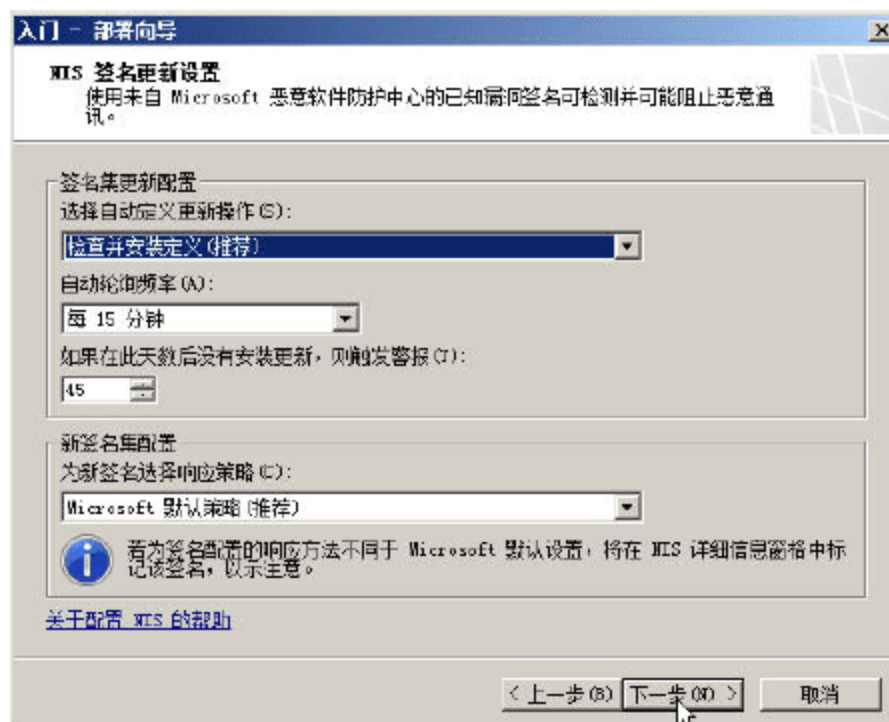 入门 - 部署向导
NIS 签名更新设置
使用来自 Microsoft 恶意软件防护中心的已知漏洞签名可检测并可能阻止恶意通
讯。
签名集更新配置
选择自动定义更新操作(S):
检查并安装定义(推荐)
自动轮询频率(A):
每 15 分钟
如果在此天数后没有安装更新，则触发警报(T):
45
新签名集配置
为新签名选择响应策略(C):
Microsoft 默认策略(推荐)
若为签名配置的响应方法不同于 Microsoft 默认设置，将在 NIS 详细信息窗格中标
记该签名，以示注意。
关于配置 NIS 的帮助
< 上一步(B) 下一步(N) > 取消